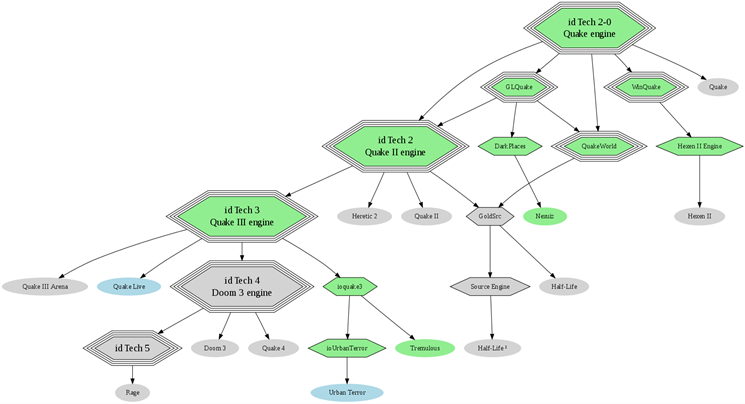 id Tech 2-0
Quake engine
GLQuake
WinQuake
Quake
id Tech 2
Quake II engine
DarkPlaces
QuakeWorld
Hexen II Engine
id Tech 3
Quake III engine
Heretic 2
Quake II
GoldSrc
Nexuiz
Hexen II
Quake III Arena
Quake Live
id Tech 4
Doom 3 engine
ioquake3
Source Engine
Half-Life
id Tech 5
Doom 3
Quake 4
ioUrbanTerror
Tremulous
Half-Life ²
Rage
Urban Terror